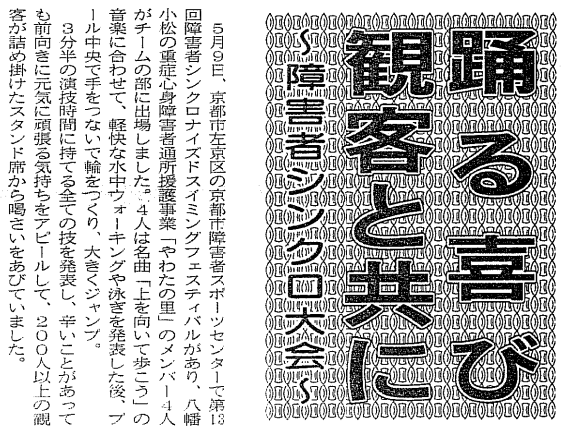 踊る喜び
観客と共に
～障害者シンクロ大会～
５月９日、京都市左京区の京都市障害者スポーツセンターで第13
回障害者シンクロナイズドスイミングフェスティバルがあり、八幡
小松の重症心身障害者通所援護事業「やわたの里」のメンバー４人
がチームの部に出場しました。４人は名曲「上を向いて歩こう」の
音楽に合わせて、軽快な水中ウォーキングや泳ぎを発表した後、プ
ール中央で手をつないで輪をつくり、大きくジャンプ。
３分半の演技時間に持てる全ての技を発表し、辛いことがあって
も前向きに元気に頑張る気持ちをアピールして、２００人以上の観
客が詰め掛けたスタンド席から喝さいをあびていました。